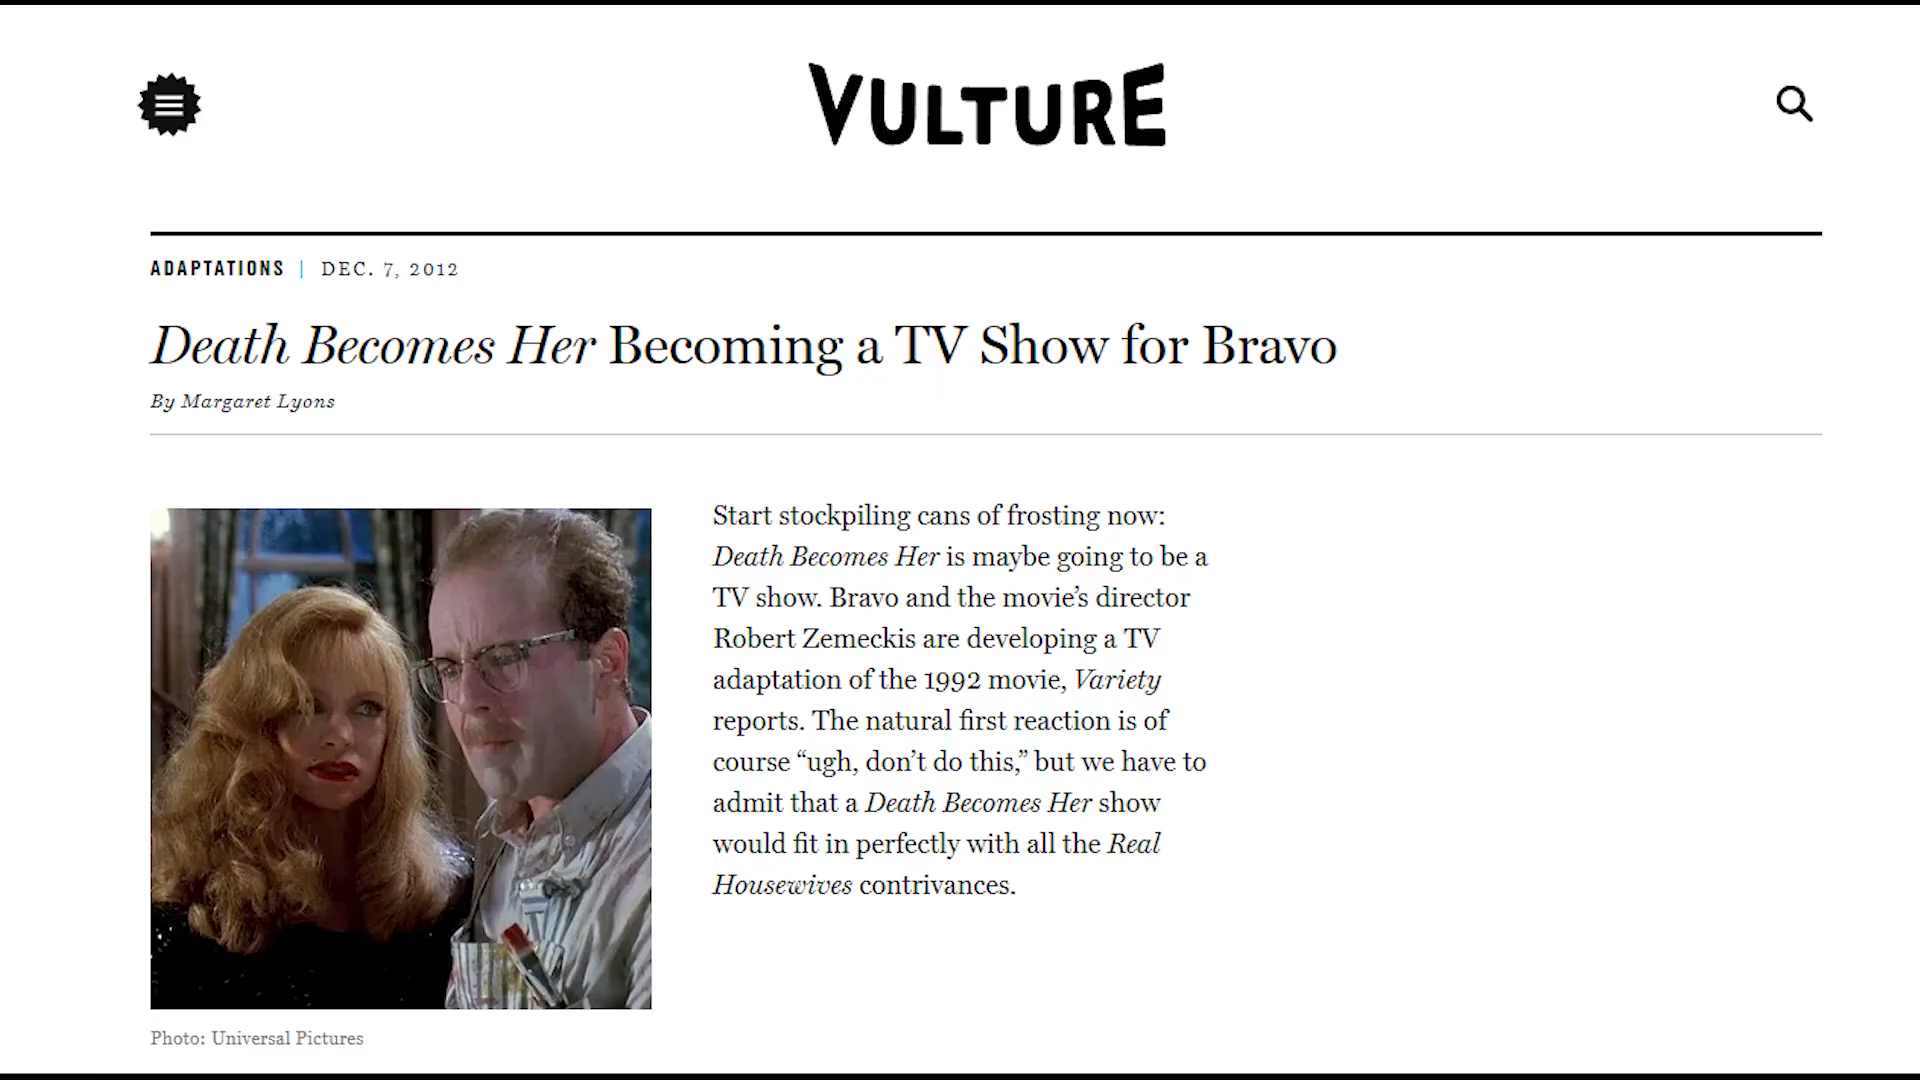 VULTURE
ADAPTATIONS | DEC. 7, 2012
Death Becomes Her Becoming a TV Show for Bravo
By Margaret Lyons
Start stockpiling cans of frosting now:
Death Becomes Her is maybe going to be a
TV show. Bravo and the movie’s director
Robert Zemeckis are developing a TV
adaptation of the 1992 movie, Variety
reports. The natural first reaction is of
course “ugh, don’t do this,” but we have to
admit that a Death Becomes Her show
would fit in perfectly with all the Real
Housewives contrivances.
Photo: Universal Pictures